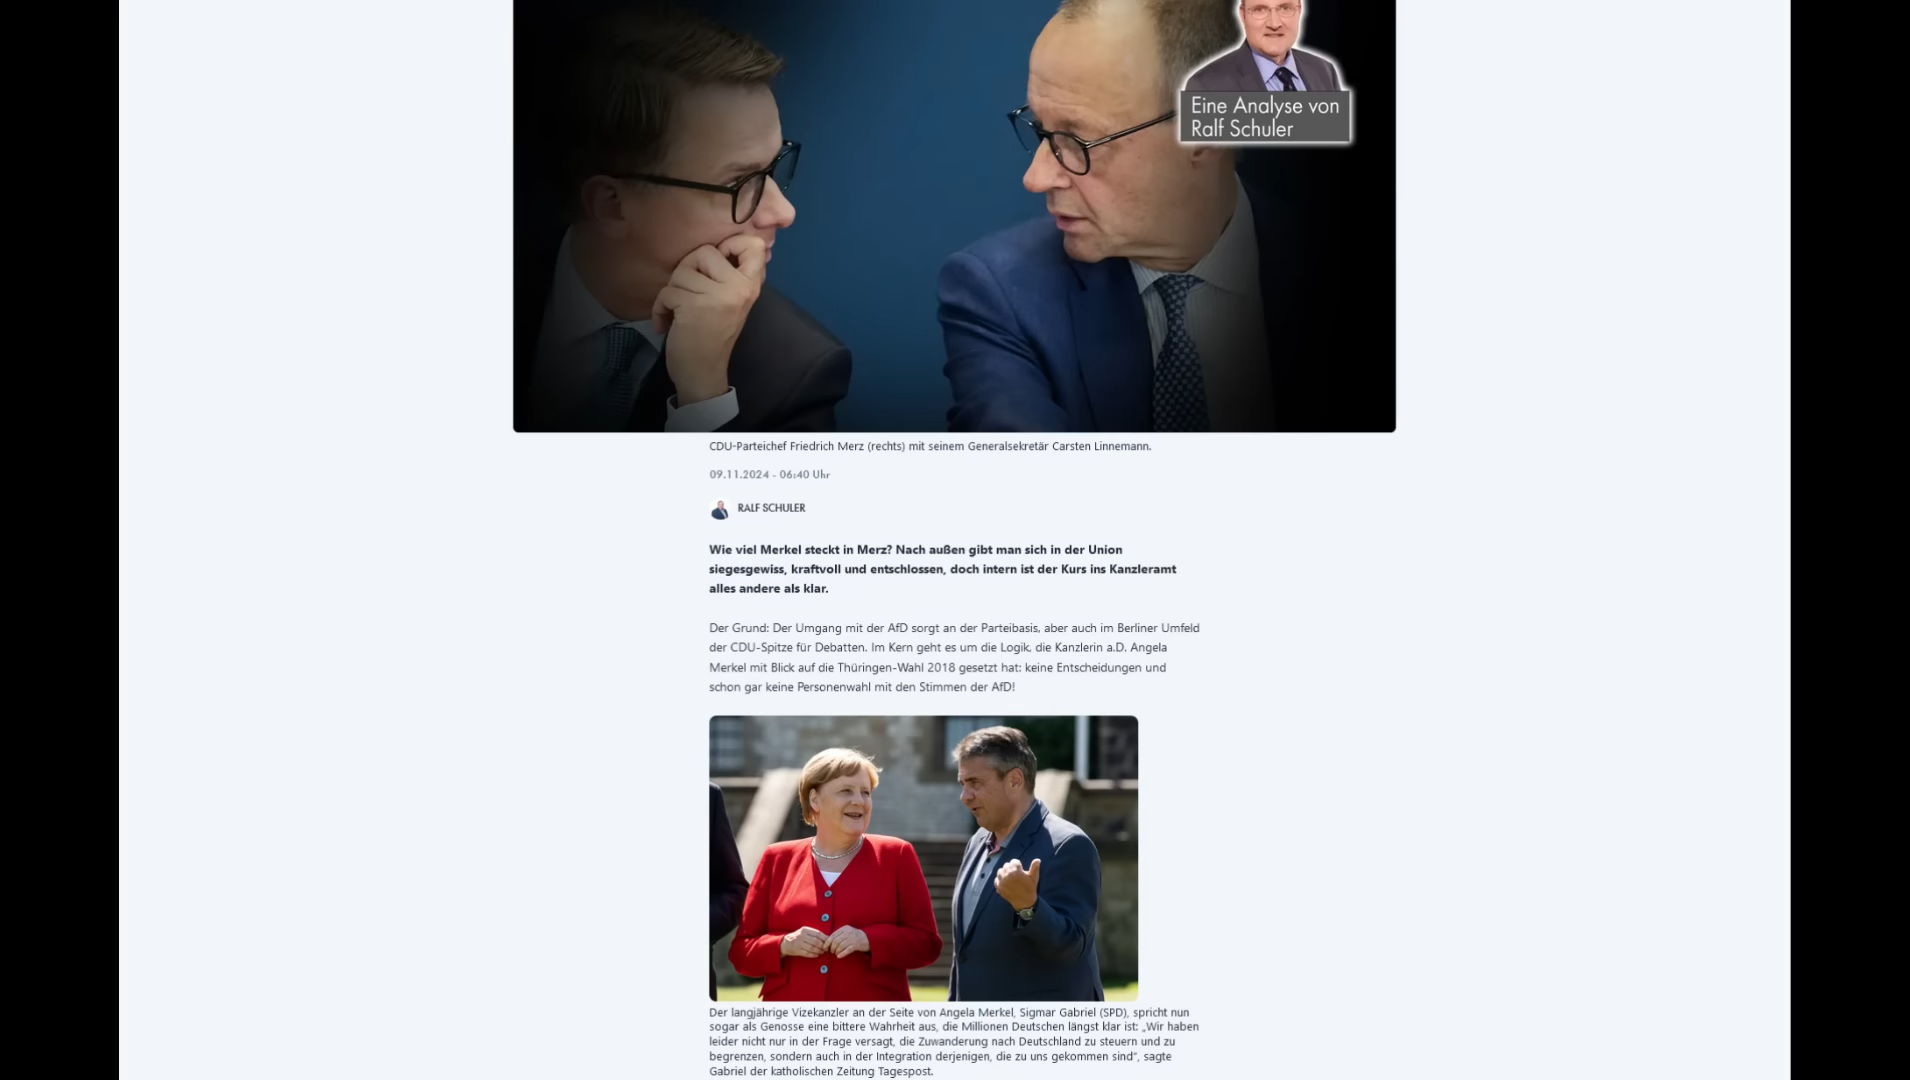 Eine Analyse von
Ralf Schuler
CDU-Parteichef Friedrich Merz (rechts) mit seinem Generalsekretär Carsten Linnemann.
09.11.2024 - 06:40 Uhr
RALF SCHULER
Wie viel Merkel steckt in Merz? Nach außen gibt man sich in der Union
siegesgewiss, kraftvoll und entschlossen, doch intern ist der Kurs ins Kanzleramt
alles andere als klar.
Der Grund: Der Umgang mit der AfD sorgt an der Parteibasis, aber auch im Berliner Umfeld
der CDU-Spitze für Debatten. Im Kern geht es um die Logik, die Kanzlerin a.D. Angela
Merkel mit Blick auf die Thüringen-Wahl 2018 gesetzt hat: keine Entscheidungen und
schon gar keine Personenwahl mit den Stimmen der AfD!
Der langjährige Vizekanzler an der Seite von Angela Merkel, Sigmar Gabriel (SPD), spricht nun
sogar als Genosse eine bittere Wahrheit aus, die Millionen Deutschen längst klar ist: „Wir haben
leider nicht nur in der Frage versagt, die Zuwanderung nach Deutschland zu steuern und zu
begrenzen, sondern auch in der Integration derjenigen, die zu uns gekommen sind“, sagte
Gabriel der katholischen Zeitung Tagespost.